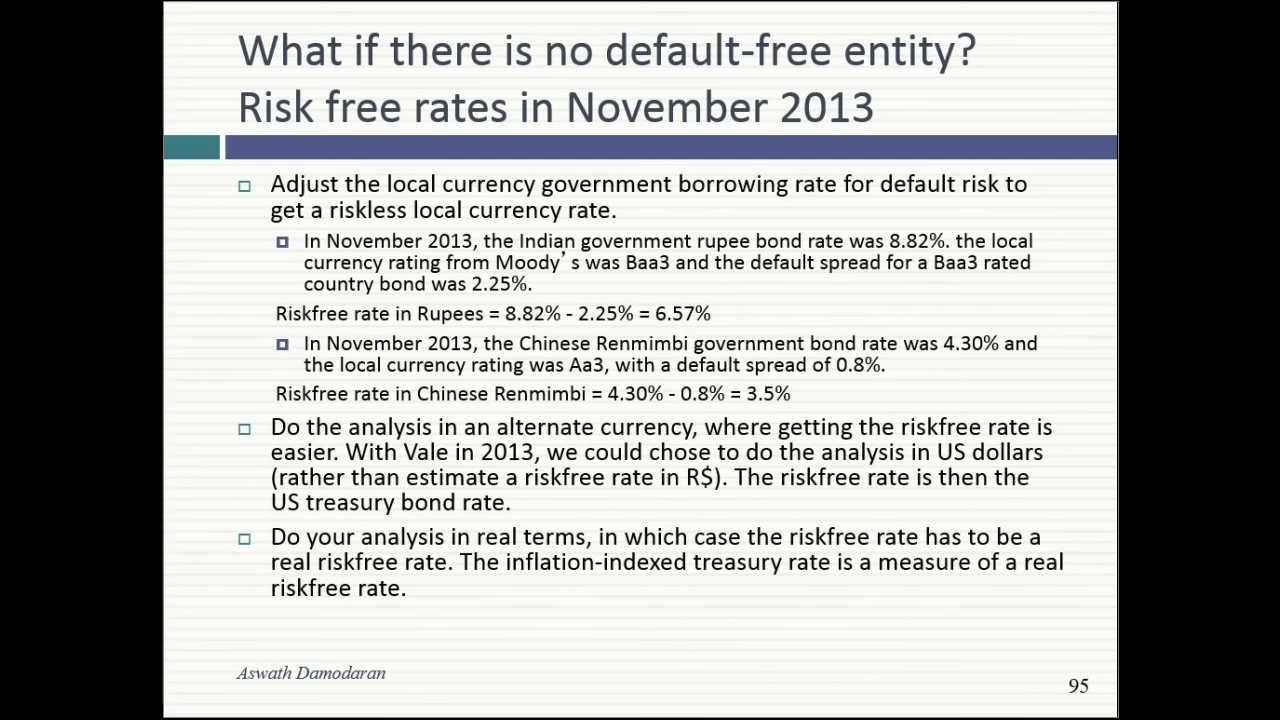 What if there is no default-free entity?
Risk free rates in November 2013
Adjust the local currency government borrowing rate for default risk to
get a riskless local currency rate.
In November 2013, the Indian government rupee bond rate was 8.82%. the local
currency rating from Moody’s was Baa3 and the default spread for a Baa3 rated
country bond was 2.25%.
Riskfree rate in Rupees = 8.82% - 2.25% = 6.57%
In November 2013, the Chinese Renmimbi government bond rate was 4.30% and
the local currency rating was Aa3, with a default spread of 0.8%.
Riskfree rate in Chinese Renmimbi = 4.30% - 0.8% = 3.5%
Do the analysis in an alternate currency, where getting the riskfree rate is
easier. With Vale in 2013, we could chose to do the analysis in US dollars
(rather than estimate a riskfree rate in R$). The riskfree rate is then the
US treasury bond rate.
Do your analysis in real terms, in which case the riskfree rate has to be a
real riskfree rate. The inflation-indexed treasury rate is a measure of a real
riskfree rate.
Aswath Damodaran
95